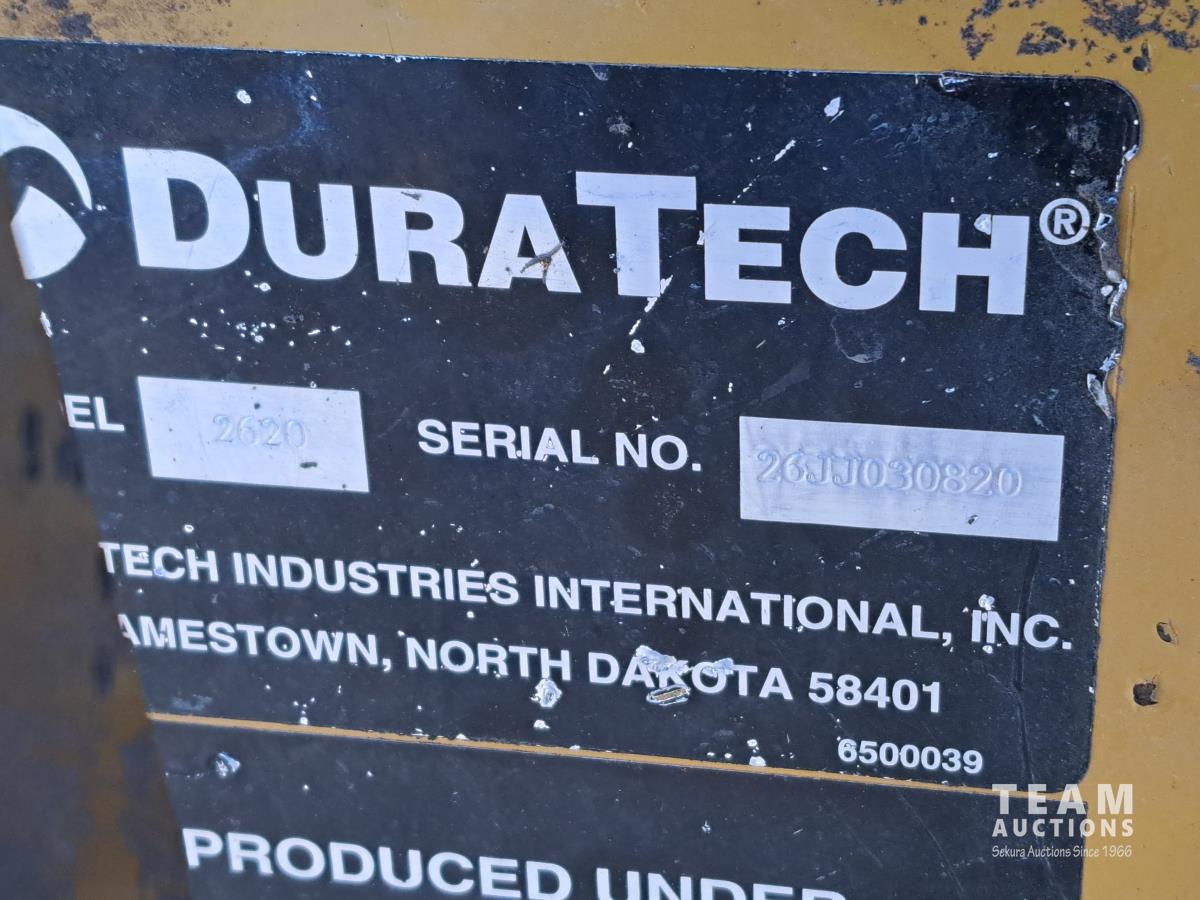 DURATECH®
EL 2620 SERIAL NO. 26JJ030820
TECH INDUSTRIES INTERNATIONAL, INC.
AMESTOWN, NORTH DAKOTA 58401
6500039
PRODUCED UNDER
TEAM
AUCTIONS
Sekura Auctions Since 1966